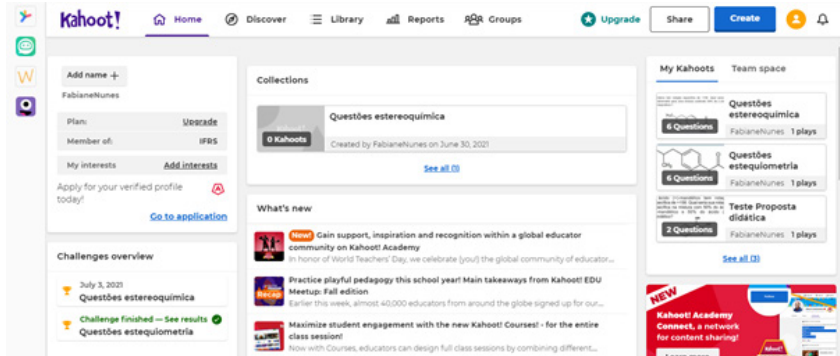 Kahoot!
Home
Discover
Library
Reports
Groups
Upgrade
Share
Create
Add name +
FabianeNunes
Plan: Upgrade
Member of: IFRS
My interests Add interests
Apply for your verified profile
today!
Go to application
Challenges overview
July 3, 2021
Questões estereoquímica
Challenge finished — See results
Questões estequiometria
Collections
0 Kahoots
Questões estereoquímica
Created by FabianeNunes on June 30, 2021
See all (1)
What's new
New! Gain support, inspiration and recognition within a global educator
community on Kahoot! Academy
In honor of World Teachers' Day, we celebrate (you!) the global community of educator...
Recap
Practice playful pedagogy this school year! Main takeaways from Kahoot! EDU
Meetup: Fall edition
Earlier this week, almost 40,000 educators from around the globe signed up for our...
Maximize student engagement with the new Kahoot! Courses! - for the entire
class session!
Now with Courses, educators can design full class sessions by combining different...
My Kahoots Team space
6 Questions
Questões
estereoquímica
FabianeNunes 1 plays
6 Questions
Questões
estequiometria
FabianeNunes 1 plays
2 Questions
Teste Proposta
didática
FabianeNunes 1 plays
See all (3)
NEW
Kahoot! Academy
Connect, a network
for content sharing!
Learn more
Follow
Kahoot!